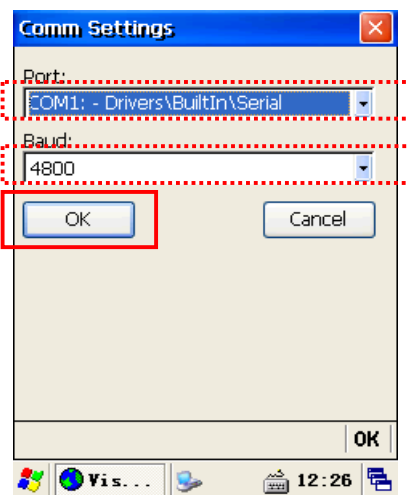 Comm Settings
Port:
COM1: - Drivers\BuiltIn\Serial
Baud:
4800
OK Cancel
OK
Vis... 12:26